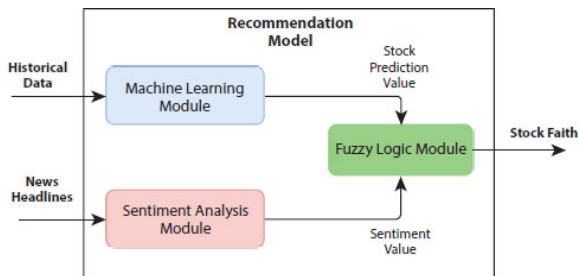 Recommendation
Model
Historical
Data
Machine Learning
Module
Stock
Prediction
Value
Fuzzy Logic Module
Stock Faith
News
Headlines
Sentiment Analysis
Module
Sentiment
Value